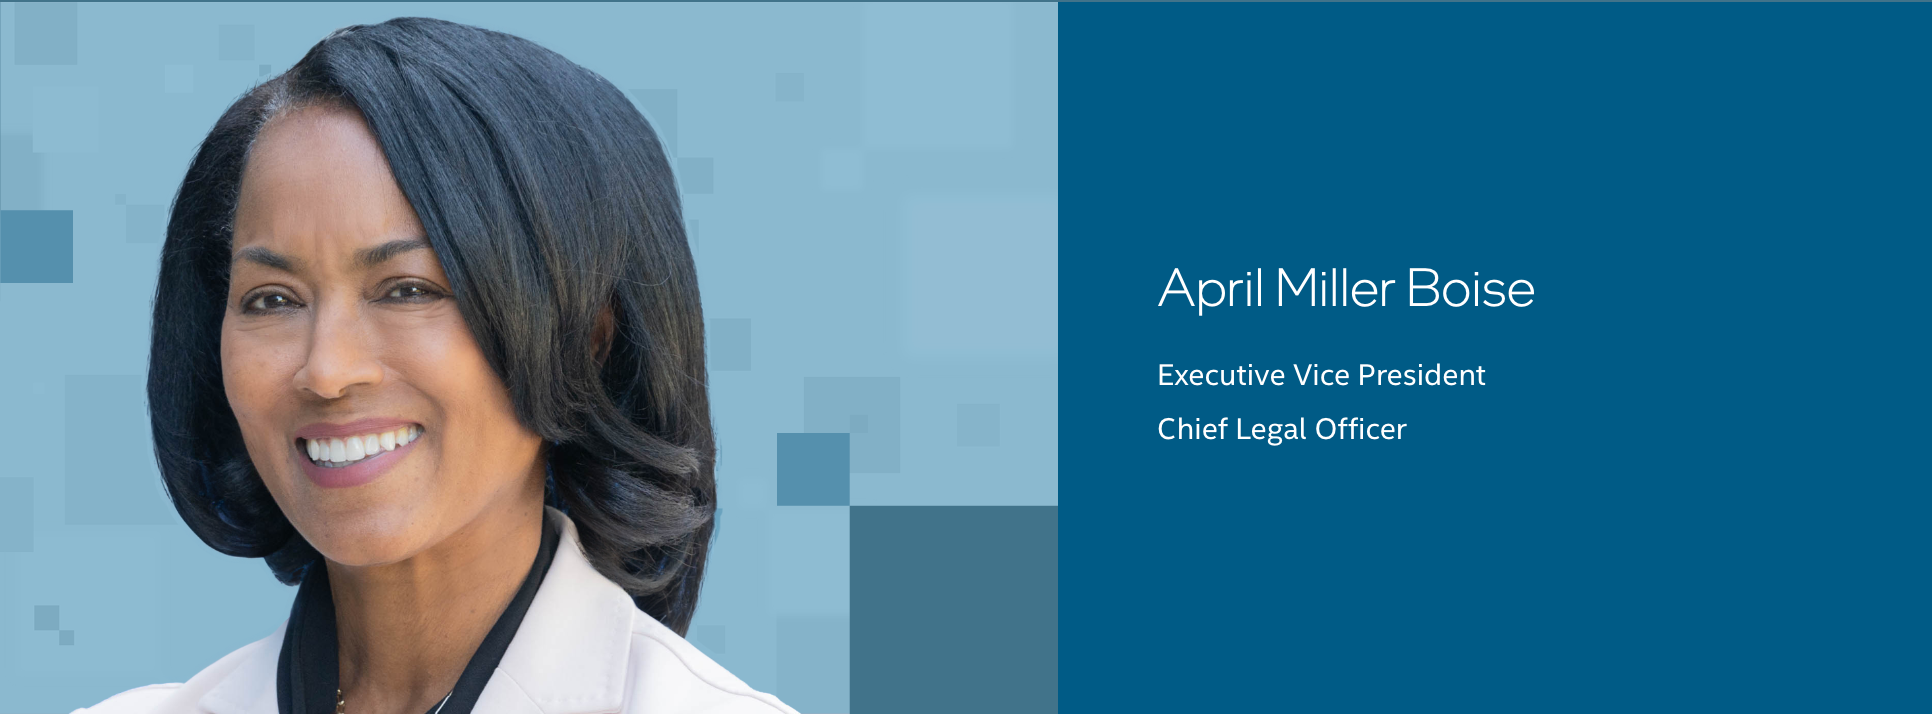 April Miller Boise
Executive Vice President
Chief Legal Officer